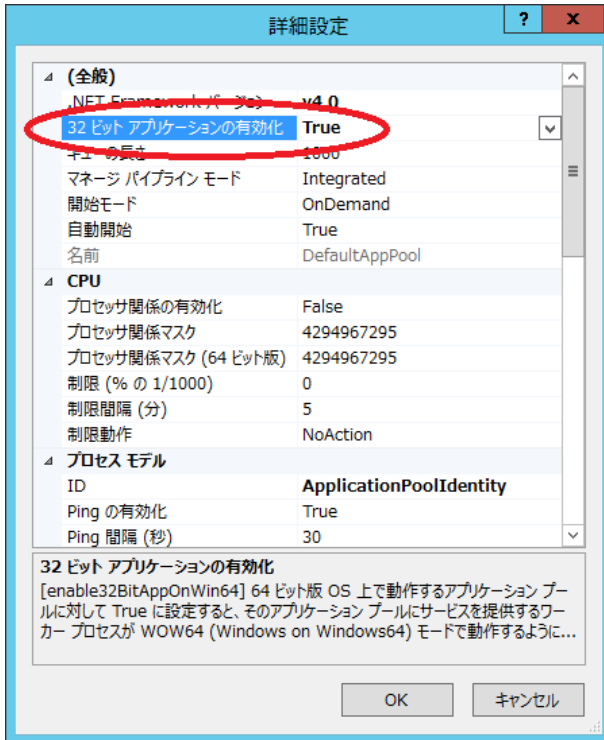 詳細設定
?
x
(全般)
.NET Framework バージョン v4.0
32 ビット アプリケーションの有効化 True
キューの長さ 1000
マネージ パイプライン モード Integrated
開始モード OnDemand
自動開始 True
名前 DefaultAppPool
CPU
プロセッサ関係の有効化 False
プロセッサ関係マスク 4294967295
プロセッサ関係マスク (64 ビット版) 4294967295
制限 (% の 1/1000) 0
制限間隔 (分) 5
制限動作 NoAction
プロセス モデル
ID ApplicationPoolIdentity
Ping の有効化 True
Ping 間隔 (秒) 30
32 ビット アプリケーションの有効化
[enable32BitAppOnWin64] 64 ビット版 OS 上で動作するアプリケーション プー
ルに対して True に設定すると、そのアプリケーション プールにサービスを提供するワー
カー プロセスが WOW64 (Windows on Windows64) モードで動作するように...
OK キャンセル